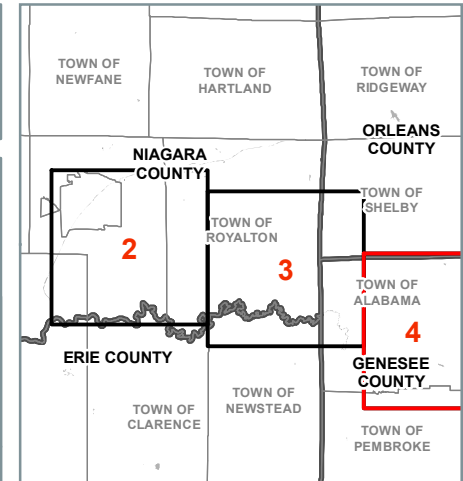 TOWN OF
NEWFANE
TOWN OF
HARTLAND
TOWN OF
RIDGEWAY
ORLEANS
COUNTY
NIAGARA
COUNTY
TOWN OF
SHELBY
TOWN OF
ROYALTON
2
3
TOWN OF
ALABAMA
4
ERIE COUNTY
GENESEE
COUNTY
TOWN OF
NEWSTEAD
TOWN OF
CLARENCE
TOWN OF
PEMBROKE